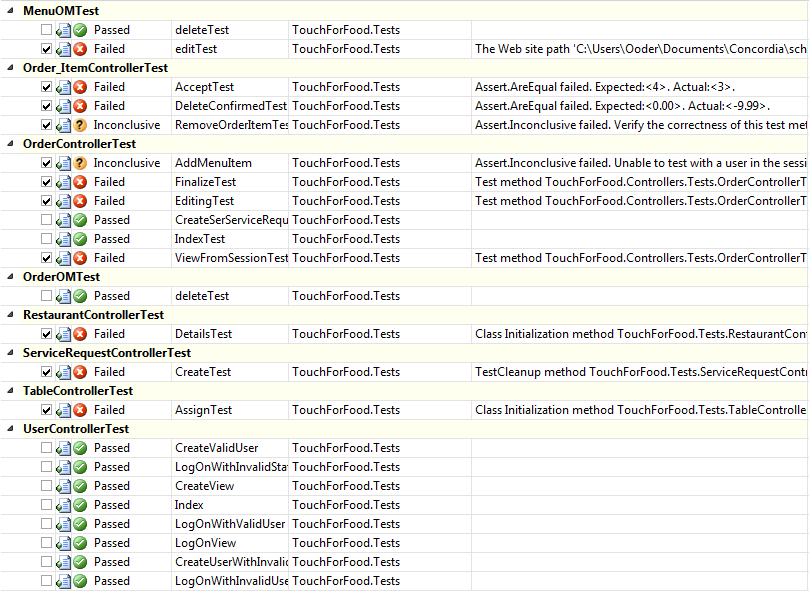 MenuOMTest
Passed deleteTest TouchForFood.Tests
Failed editTest TouchForFood.Tests The Web site path 'C:\Users\Ooder\Documents\Concordia\sch
Order_ItemControllerTest
Failed AcceptTest TouchForFood.Tests Assert.AreEqual failed. Expected:<4>. Actual:<3>.
Failed DeleteConfirmedTest TouchForFood.Tests Assert.AreEqual failed. Expected:<0.00>. Actual:<-9.99>.
Inconclusive RemoveOrderItemTes TouchForFood.Tests Assert.Inconclusive failed. Verify the correctness of this test met
OrderControllerTest
Inconclusive AddMenuItem TouchForFood.Tests Assert.Inconclusive failed. Unable to test with a user in the sessi
Failed FinalizeTest TouchForFood.Tests Test method TouchForFood.Controllers.Tests.OrderControllerT
Failed EditingTest TouchForFood.Tests Test method TouchForFood.Controllers.Tests.OrderControllerT
Passed CreateSerServiceRequ TouchForFood.Tests
Passed IndexTest TouchForFood.Tests
Failed ViewFromSessionTest TouchForFood.Tests Test method TouchForFood.Controllers.Tests.OrderControllerT
OrderOMTest
Passed deleteTest TouchForFood.Tests
RestaurantControllerTest
Failed DetailsTest TouchForFood.Tests Class Initialization method TouchForFood.Tests.RestaurantCon
ServiceRequestControllerTest
Failed CreateTest TouchForFood.Tests TestCleanup method TouchForFood.Tests.ServiceRequestContr
TableControllerTest
Failed AssignTest TouchForFood.Tests Class Initialization method TouchForFood.Tests.TableControlle
UserControllerTest
Passed CreateValidUser TouchForFood.Tests
Passed LogOnWithInvalidStat TouchForFood.Tests
Passed CreateView TouchForFood.Tests
Passed Index TouchForFood.Tests
Passed LogOnWithValidUser TouchForFood.Tests
Passed LogOnView TouchForFood.Tests
Passed CreateUserWithInvalid TouchForFood.Tests
Passed LogOnWithInvalidUse TouchForFood.Tests